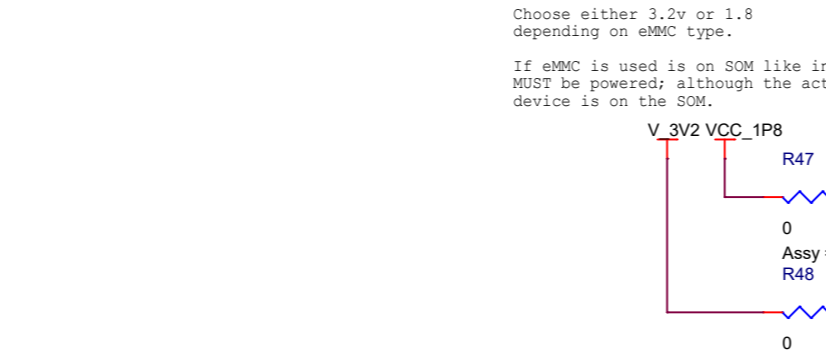 Choose either 3.2v or 1.8
depending on eMMC type.
If eMMC is used is on SOM like
MUST be powered; although the
device is on the SOM.
V_3V2 VCC_1P8
R47
0
Assy
R48
0